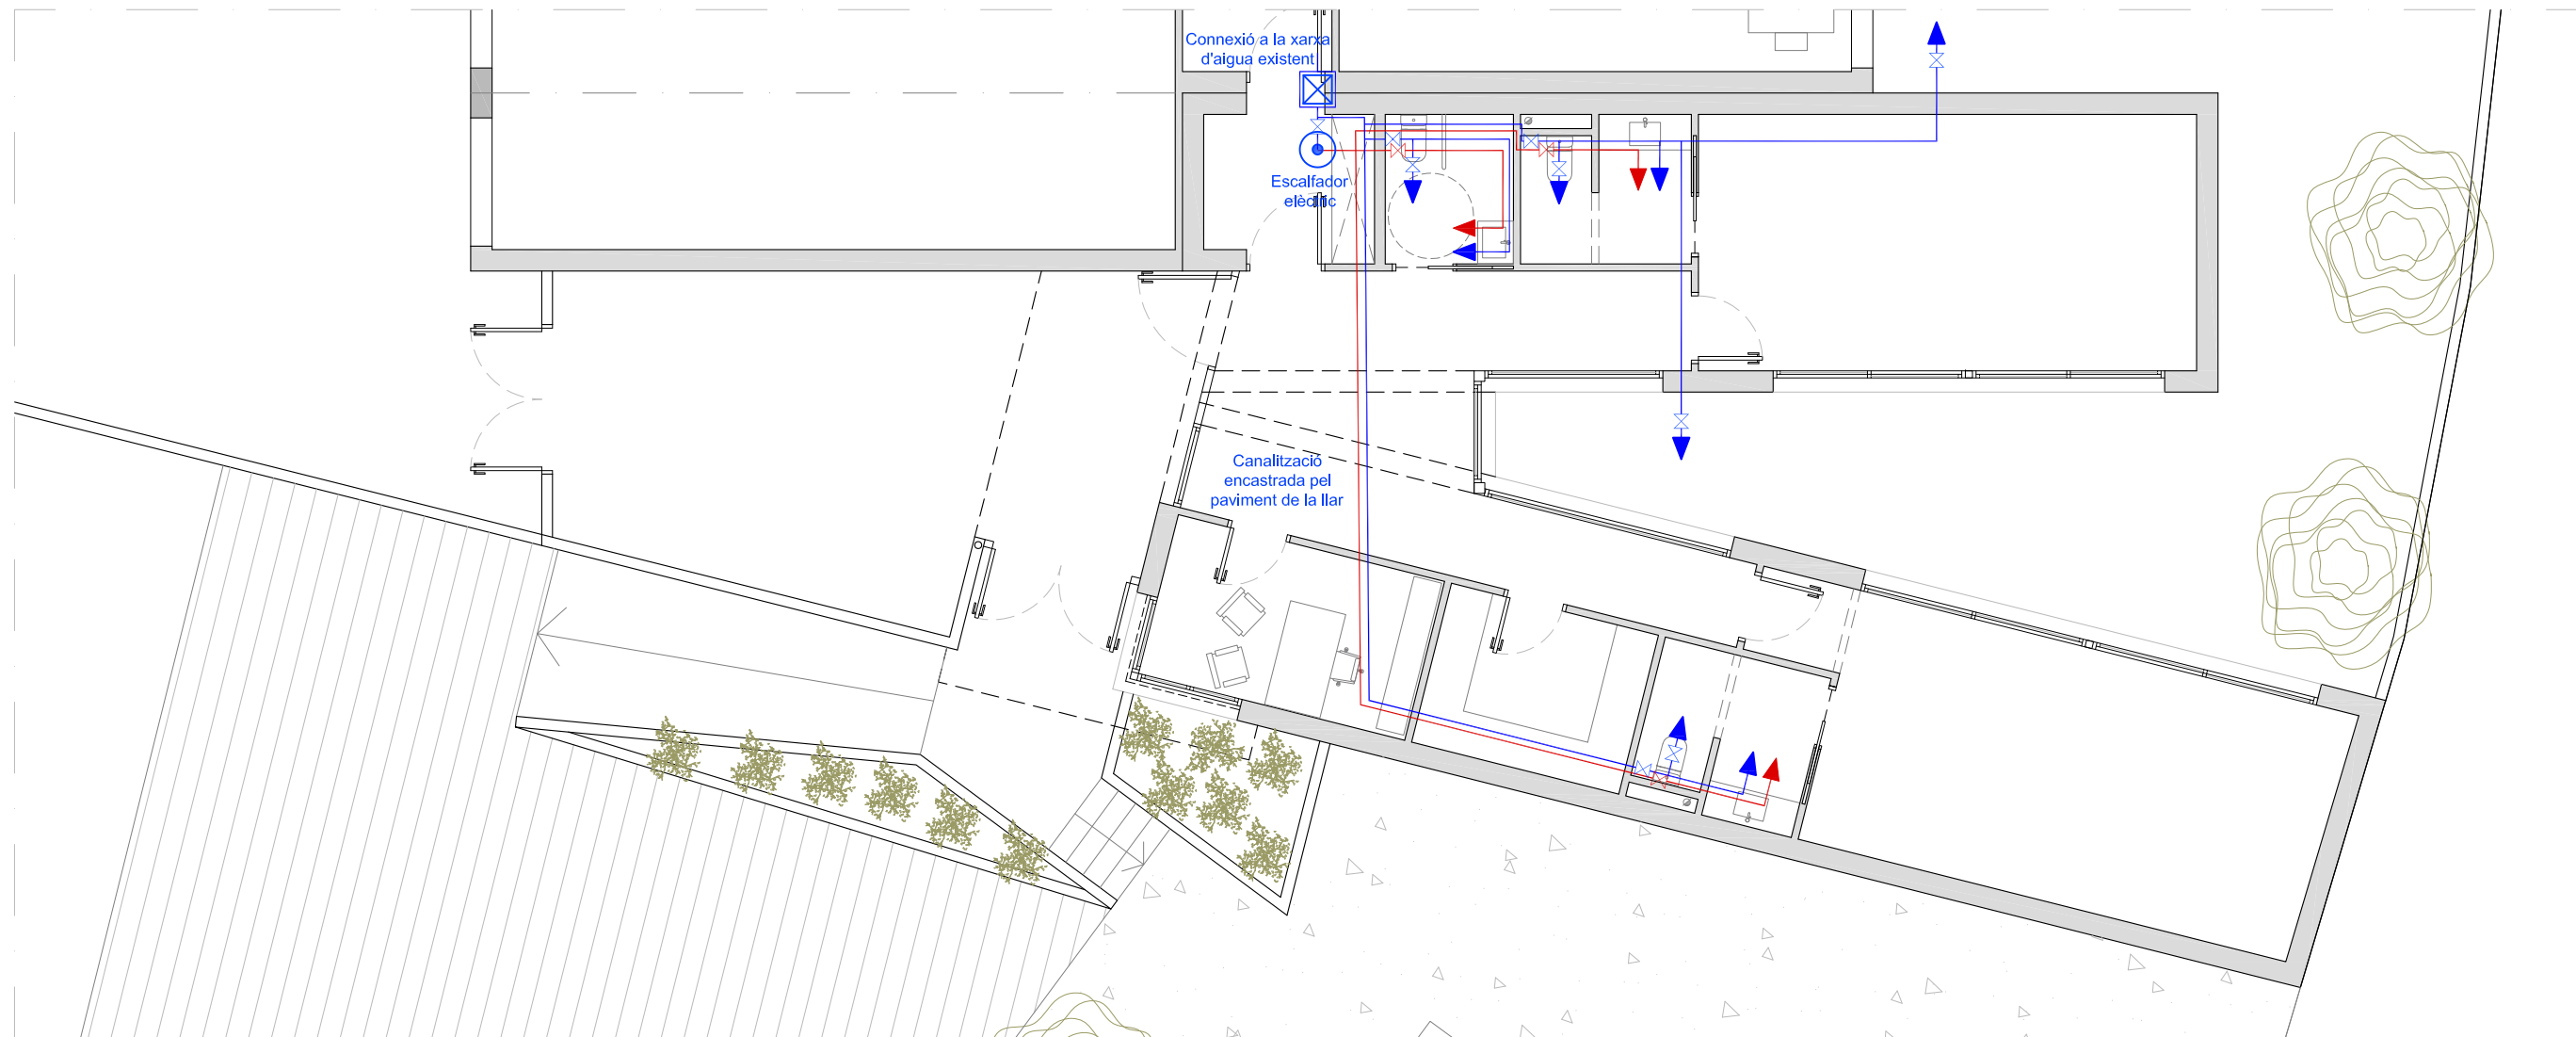 Connexió a la xarxa
d'aigua existent
Escalfador
elèctric
Canalització
encastrada pel
paviment de la llar